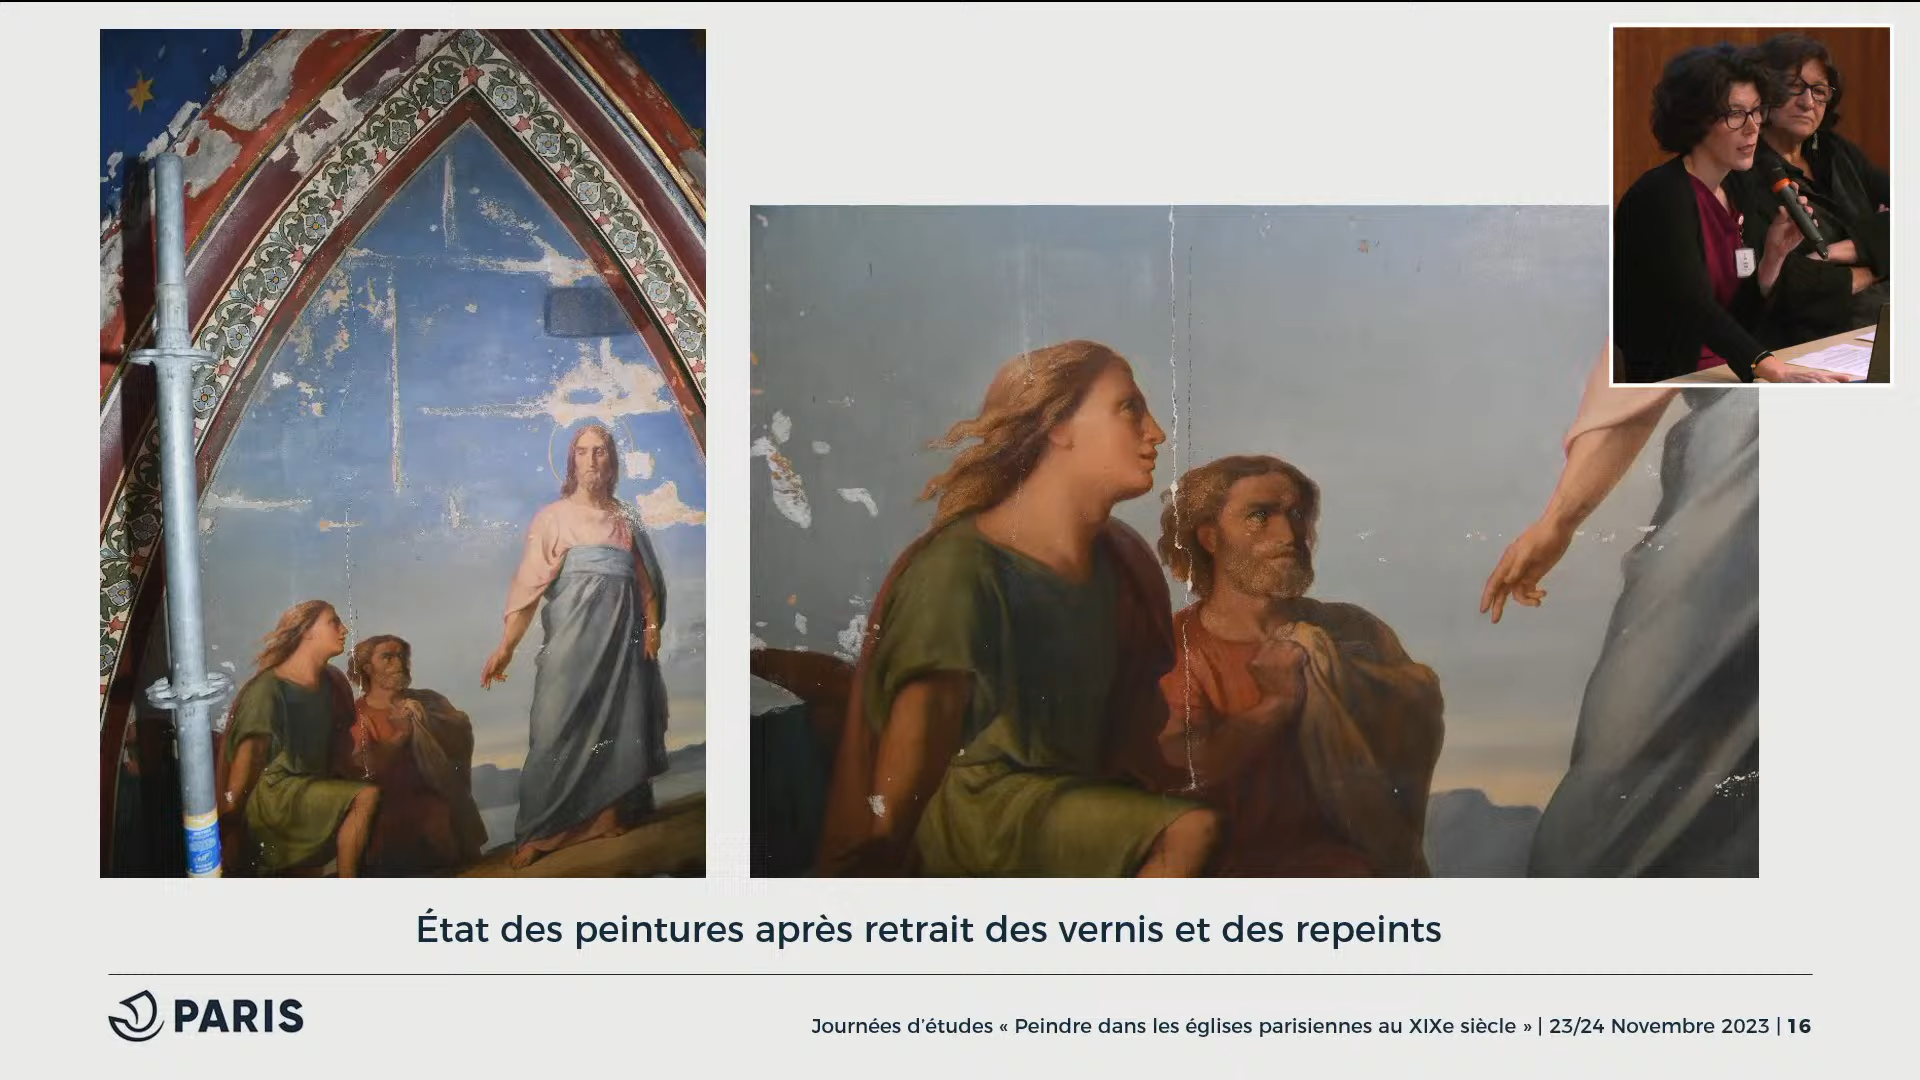 État des peintures après retrait des vernis et des repeints
PARIS
Journées d'études « Peindre dans les églises parisiennes au XIXe siècle » | 23/24 Novembre 2023 | 16